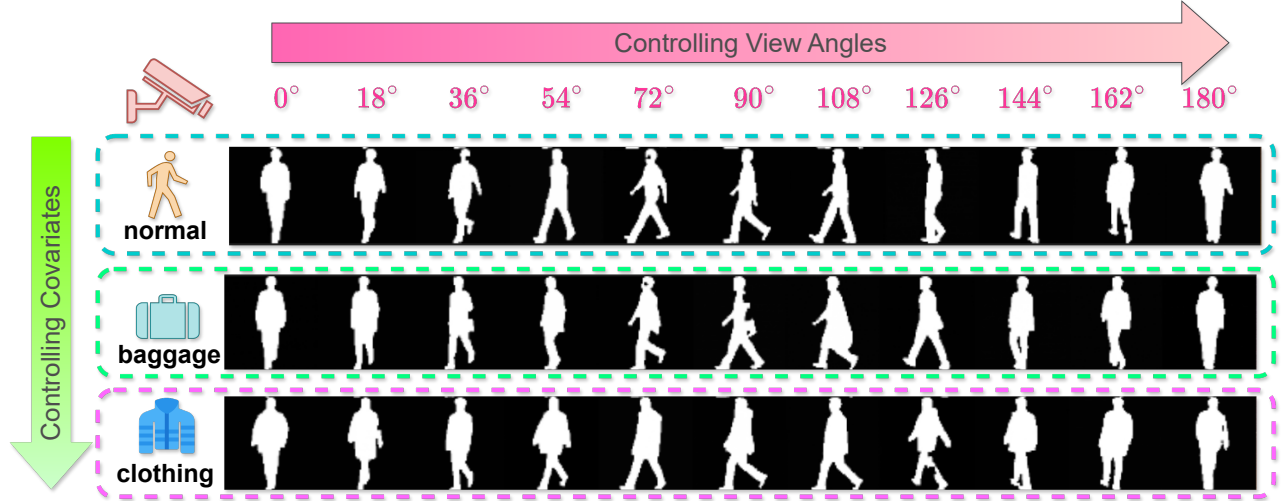 Controlling View Angles
0° 18° 36° 54° 72° 90° 108° 126° 144° 162° 180°
Controlling Covariates
normal
baggage
clothing